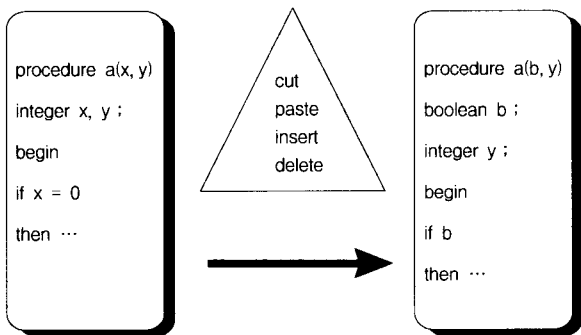 procedure a(x, y)
integer x, y ;
begin
if x = 0
then ⋯
cut
paste
insert
delete
procedure a(b, y)
boolean b ;
integer y ;
begin
if b
then ⋯